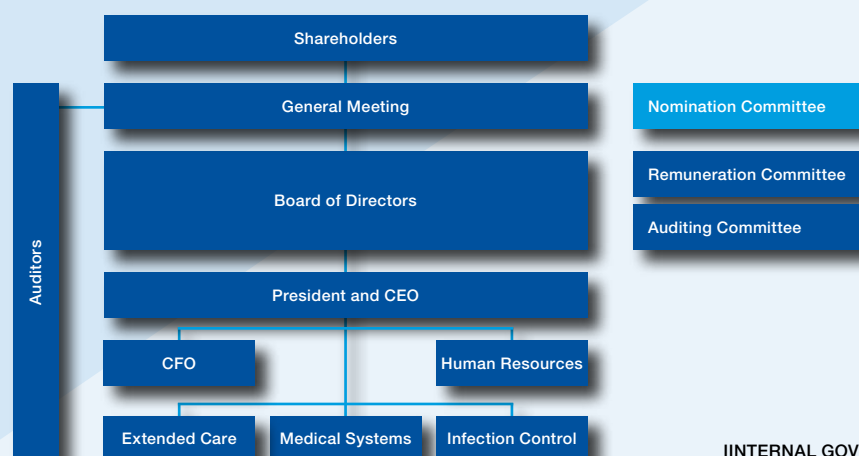 Shareholders
General Meeting
Nomination Committee
Board of Directors
Remuneration Committee
Auditing Committee
Auditors
President and CEO
CFO
Human Resources
Extended Care
Medical Systems
Infection Control
IINTERNAL GOV